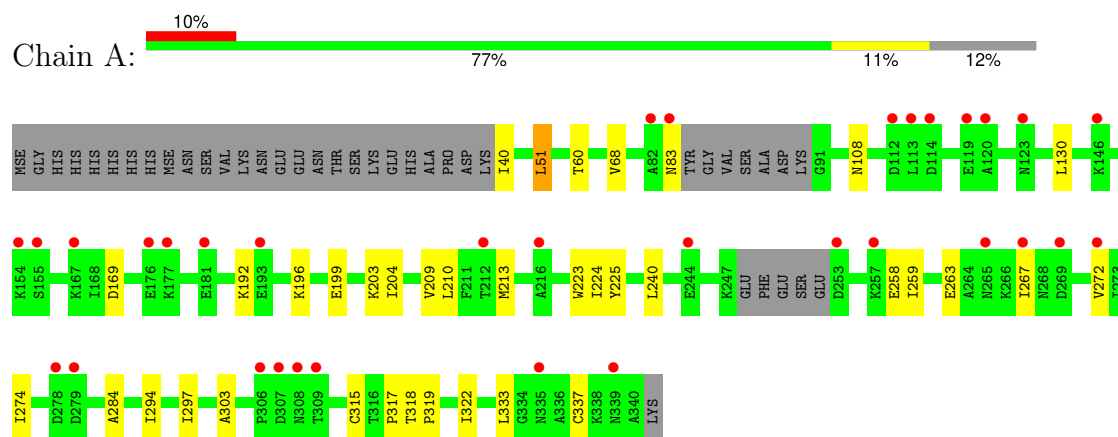 10%
Chain A:
77% 11% 12%
MSE GLY HIS HIS HIS HIS HIS HIS MSE ASN SER VAL LYS ASN GLU GLU ASN THR SER LYS GLU HIS ALA PRO ASP LYS I40 L51 T60 V68 A82 N83 TYR GLY VAL SER ALA ASP LYS G91 N108 D112 L113 D114 E119 A120 N123 L130 K146
K154 S155 K167 I168 D169 E176 K177 E181 K192 E193 K196 E199 K203 I204 V209 L210 F211 T212 M213 A216 W223 I224 Y225 L240 E244 K247 GLU PHE GLU SER GLU D253 K257 E258 I259 E263 A264 N265 K266 I267 N268 D269 V272 I273
I274 D278 D279 A284 I294 I297 A303 P306 D307 N308 T309 C315 T316 P317 T318 P319 I322 L333 G334 N335 A336 C337 K338 N339 A340 LYS